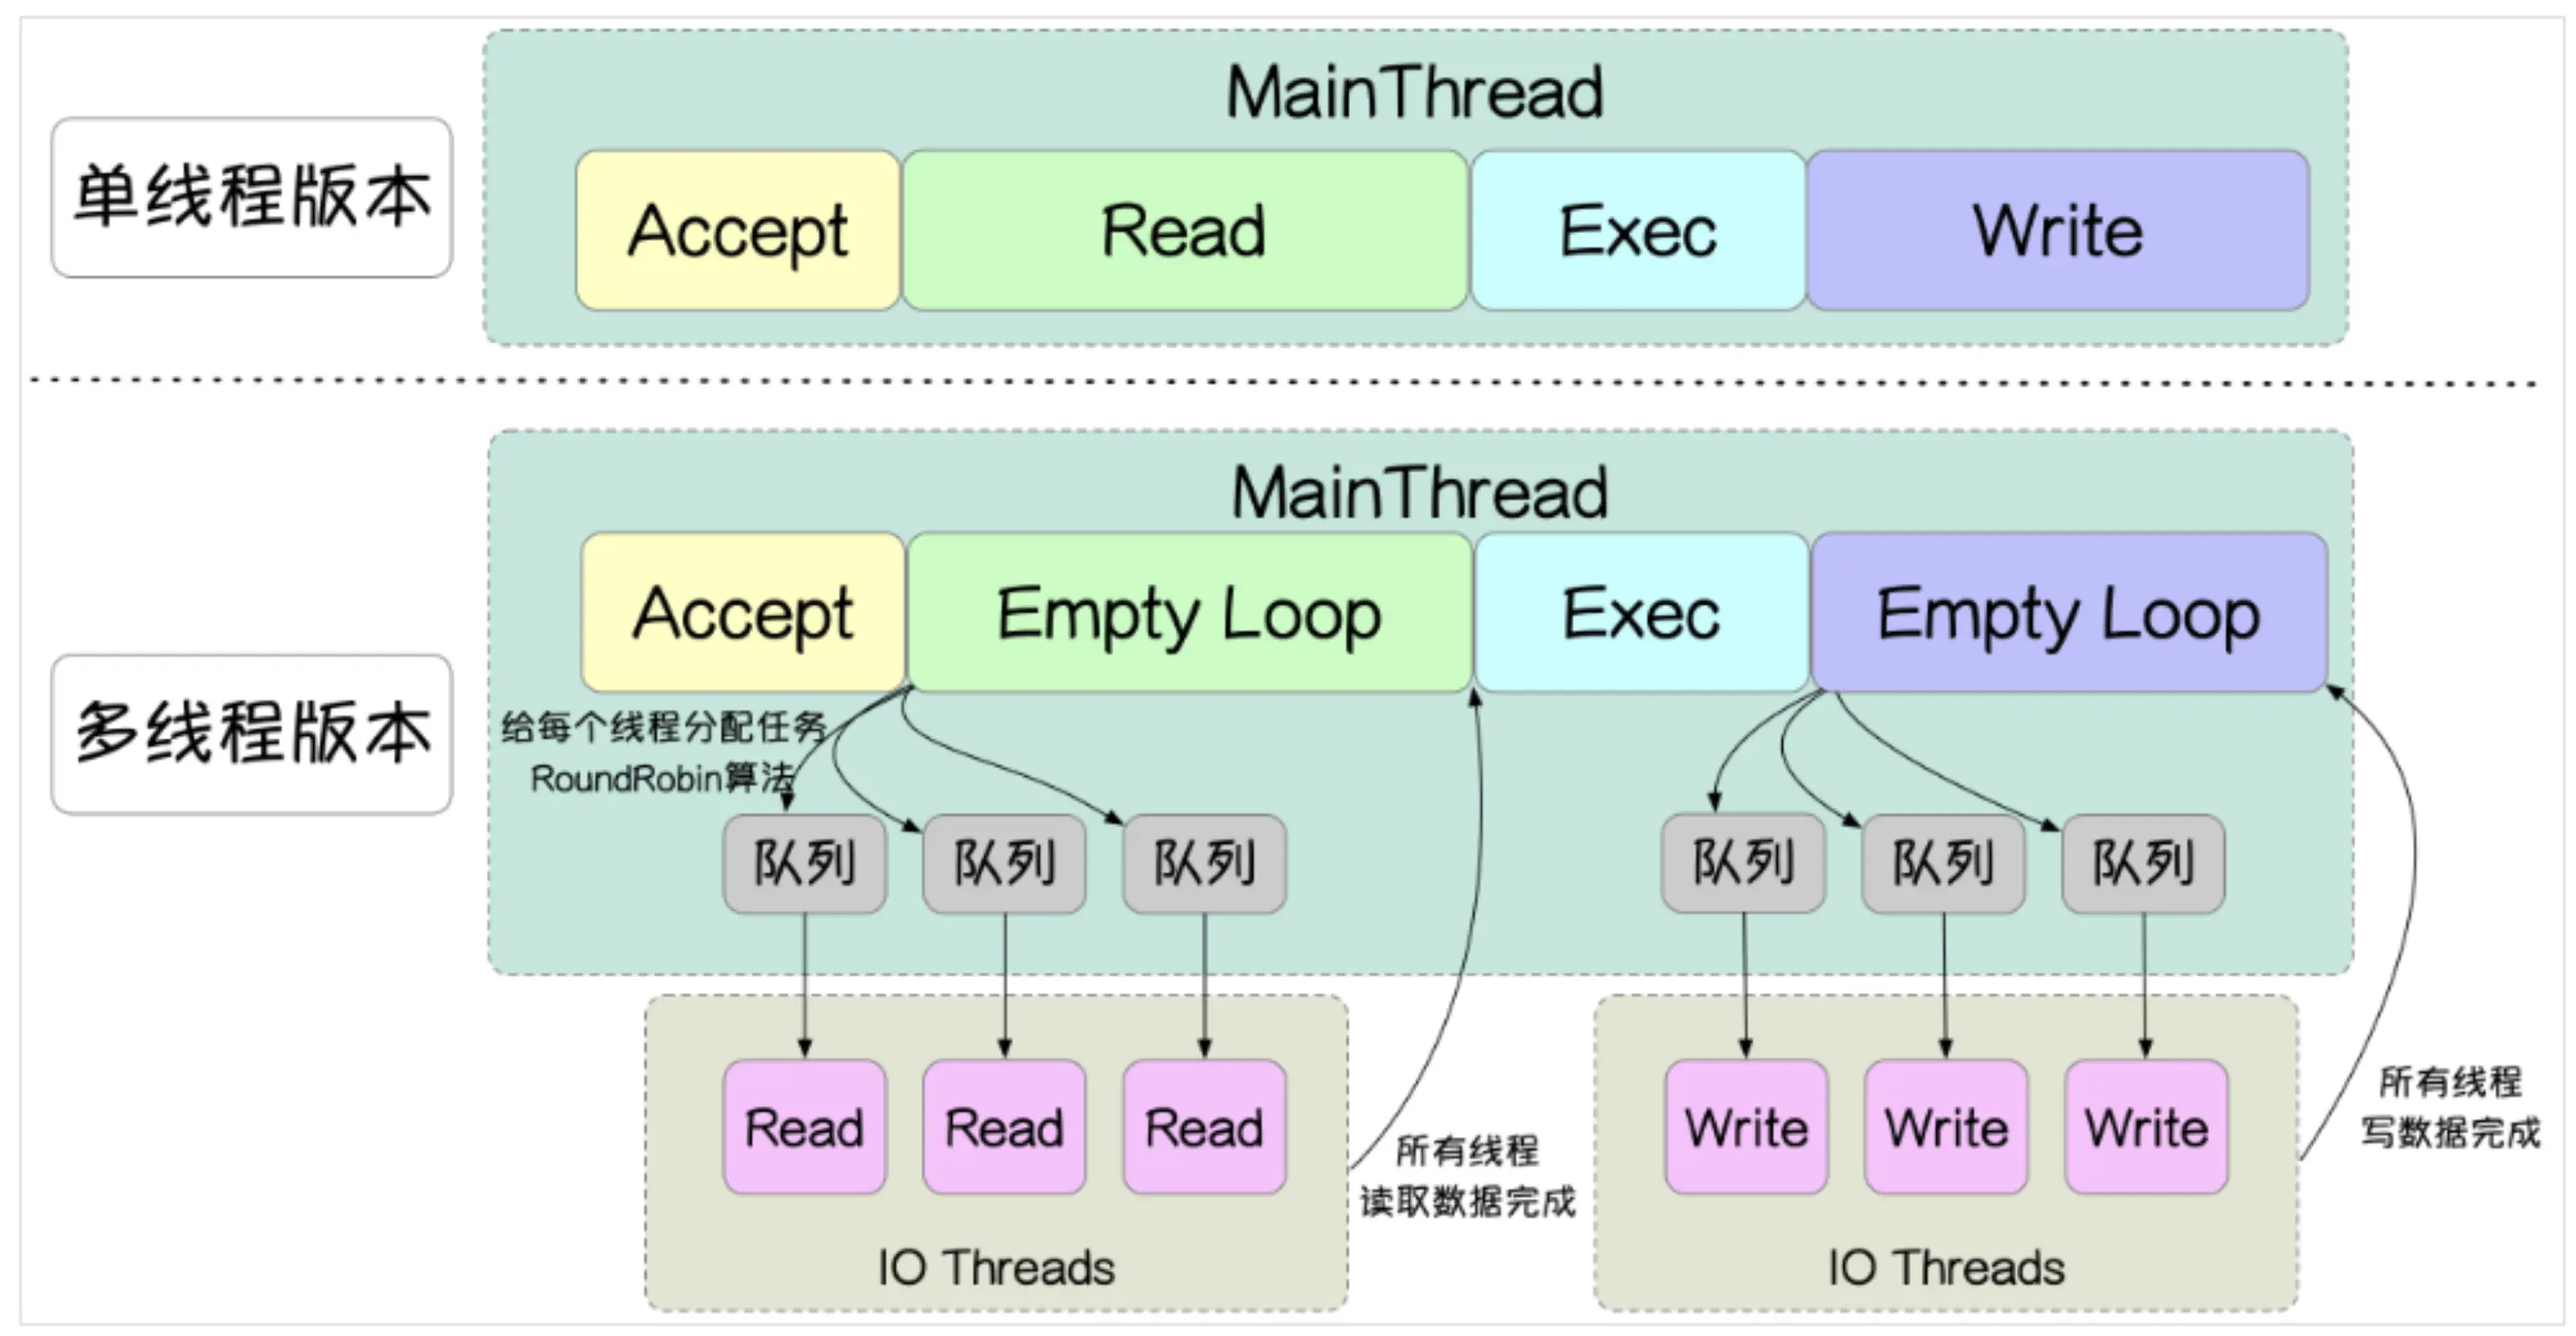 MainThread
单线程版本
Accept
Read
Exec
Write
MainThread
Accept
Empty Loop
Exec
Empty Loop
多线程版本
给每个线程分配任务
RoundRobin算法
队列
队列
队列
队列
队列
队列
Read
Read
Read
所有线程
读取数据完成
Write
Write
Write
所有线程
写数据完成
IO Threads
IO Threads